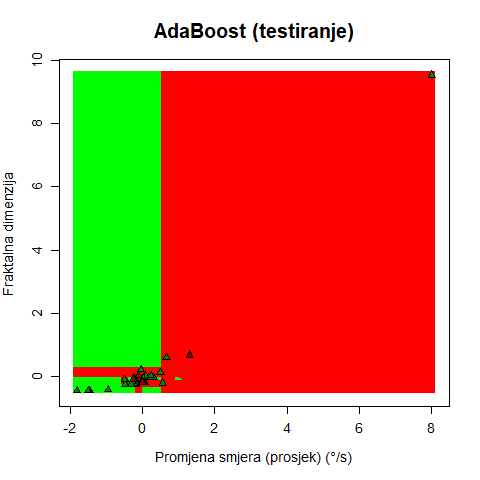 AdaBoost (testiranje)
Fraktalna dimenzija
10
8
6
4
2
0
-2 0 2 4 6 8
Promjena smjera (prosjek) (°/s)